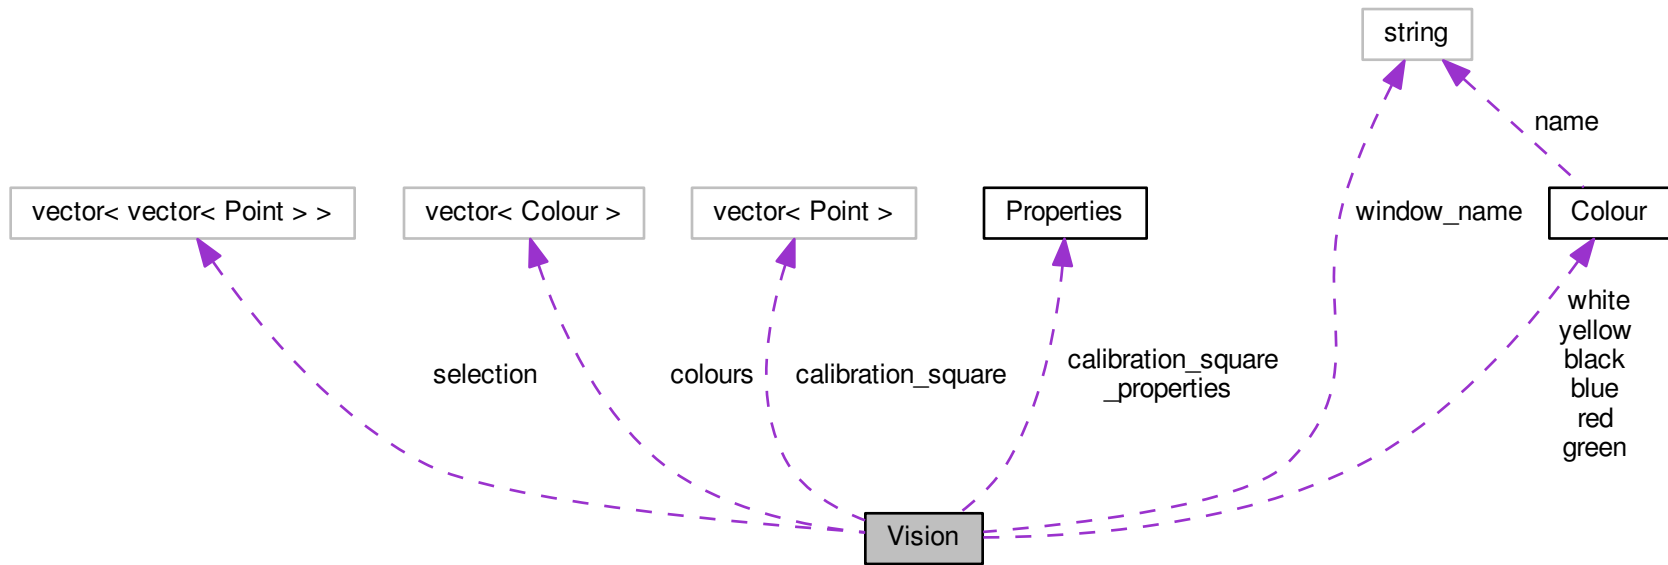 string
name
vector< vector< Point > >
vector< Colour >
vector< Point >
Properties
window_name
Colour
white
yellow
black
blue
red
green
selection
colours
calibration_square
calibration_square
_properties
Vision